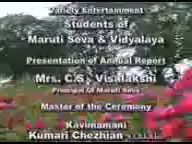 Variety Entertainment
Students of
Maruti Seva & Vidyalaya
Presentation of Annual Report
Mrs. C.S. Visalakshi
Principal Of Maruti Seva
Master of the Ceremony
Kavimamani
Kumari Chezhian